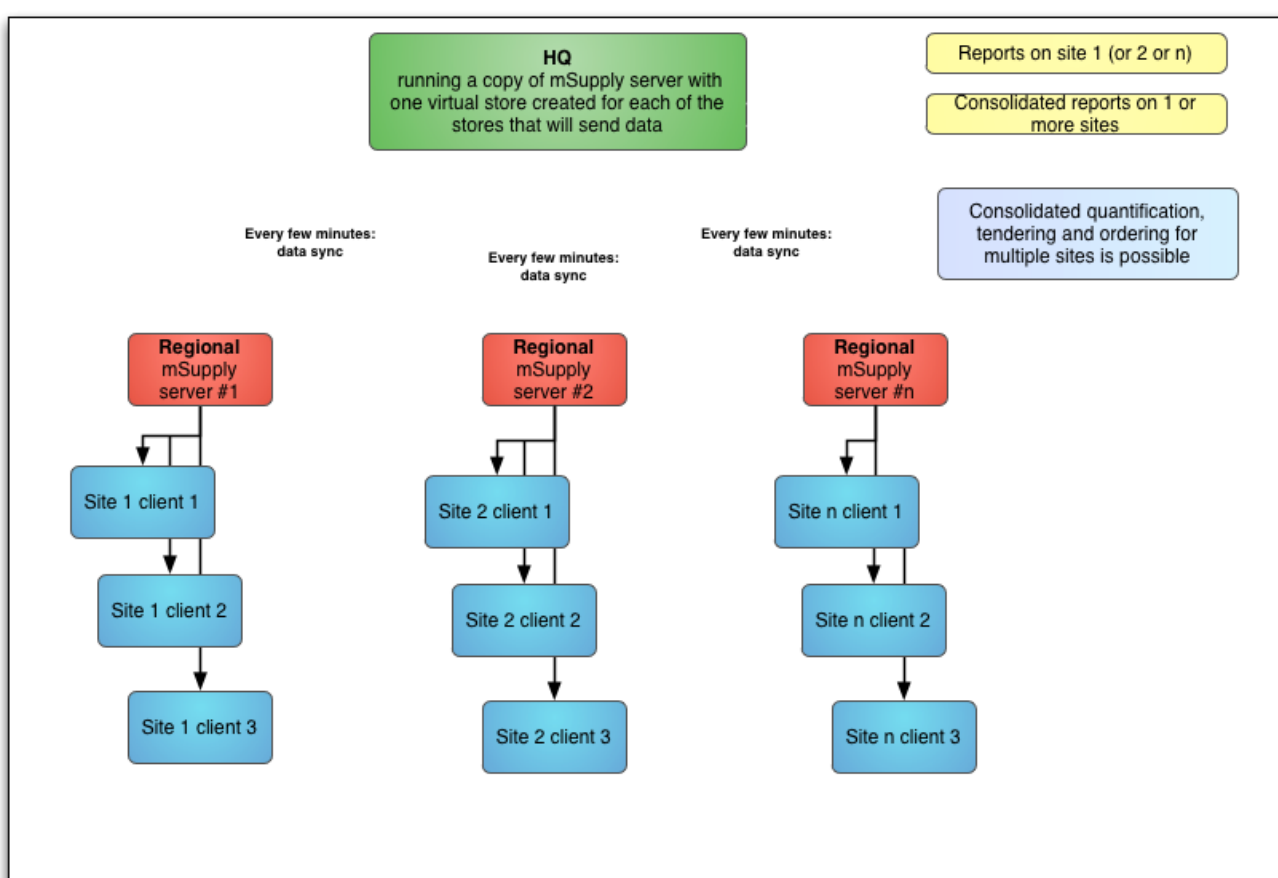 HQ
running a copy of mSupply server with
one virtual store created for each of the
stores that will send data
Reports on site 1 (or 2 or n)
Consolidated reports on 1 or
more sites
Consolidated quantification,
tendering and ordering for
multiple sites is possible
Every few minutes:
data sync
Every few minutes:
data sync
Every few minutes:
data sync
Regional
mSupply
server #1
Regional
mSupply
server #2
Regional
mSupply
server #n
Site 1 client 1
Site 2 client 1
Site n client 1
Site 1 client 2
Site 2 client 2
Site n client 2
Site 1 client 3
Site 2 client 3
Site n client 3